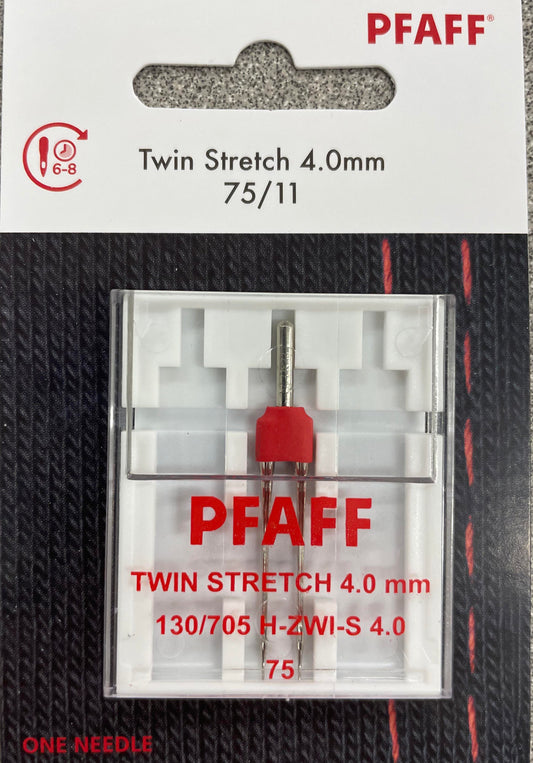 PFAFF®
6-8
Twin Stretch 4.0mm
75/11
PFAFF
TWIN STRETCH 4.0 mm
130/705 H-ZWI-S 4.0
75
ONE NEEDLE